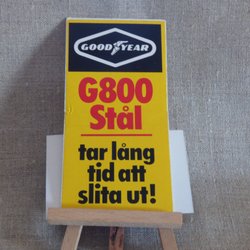 GOODYEAR
G800
Stål
tar lång
tid att
slita ut!